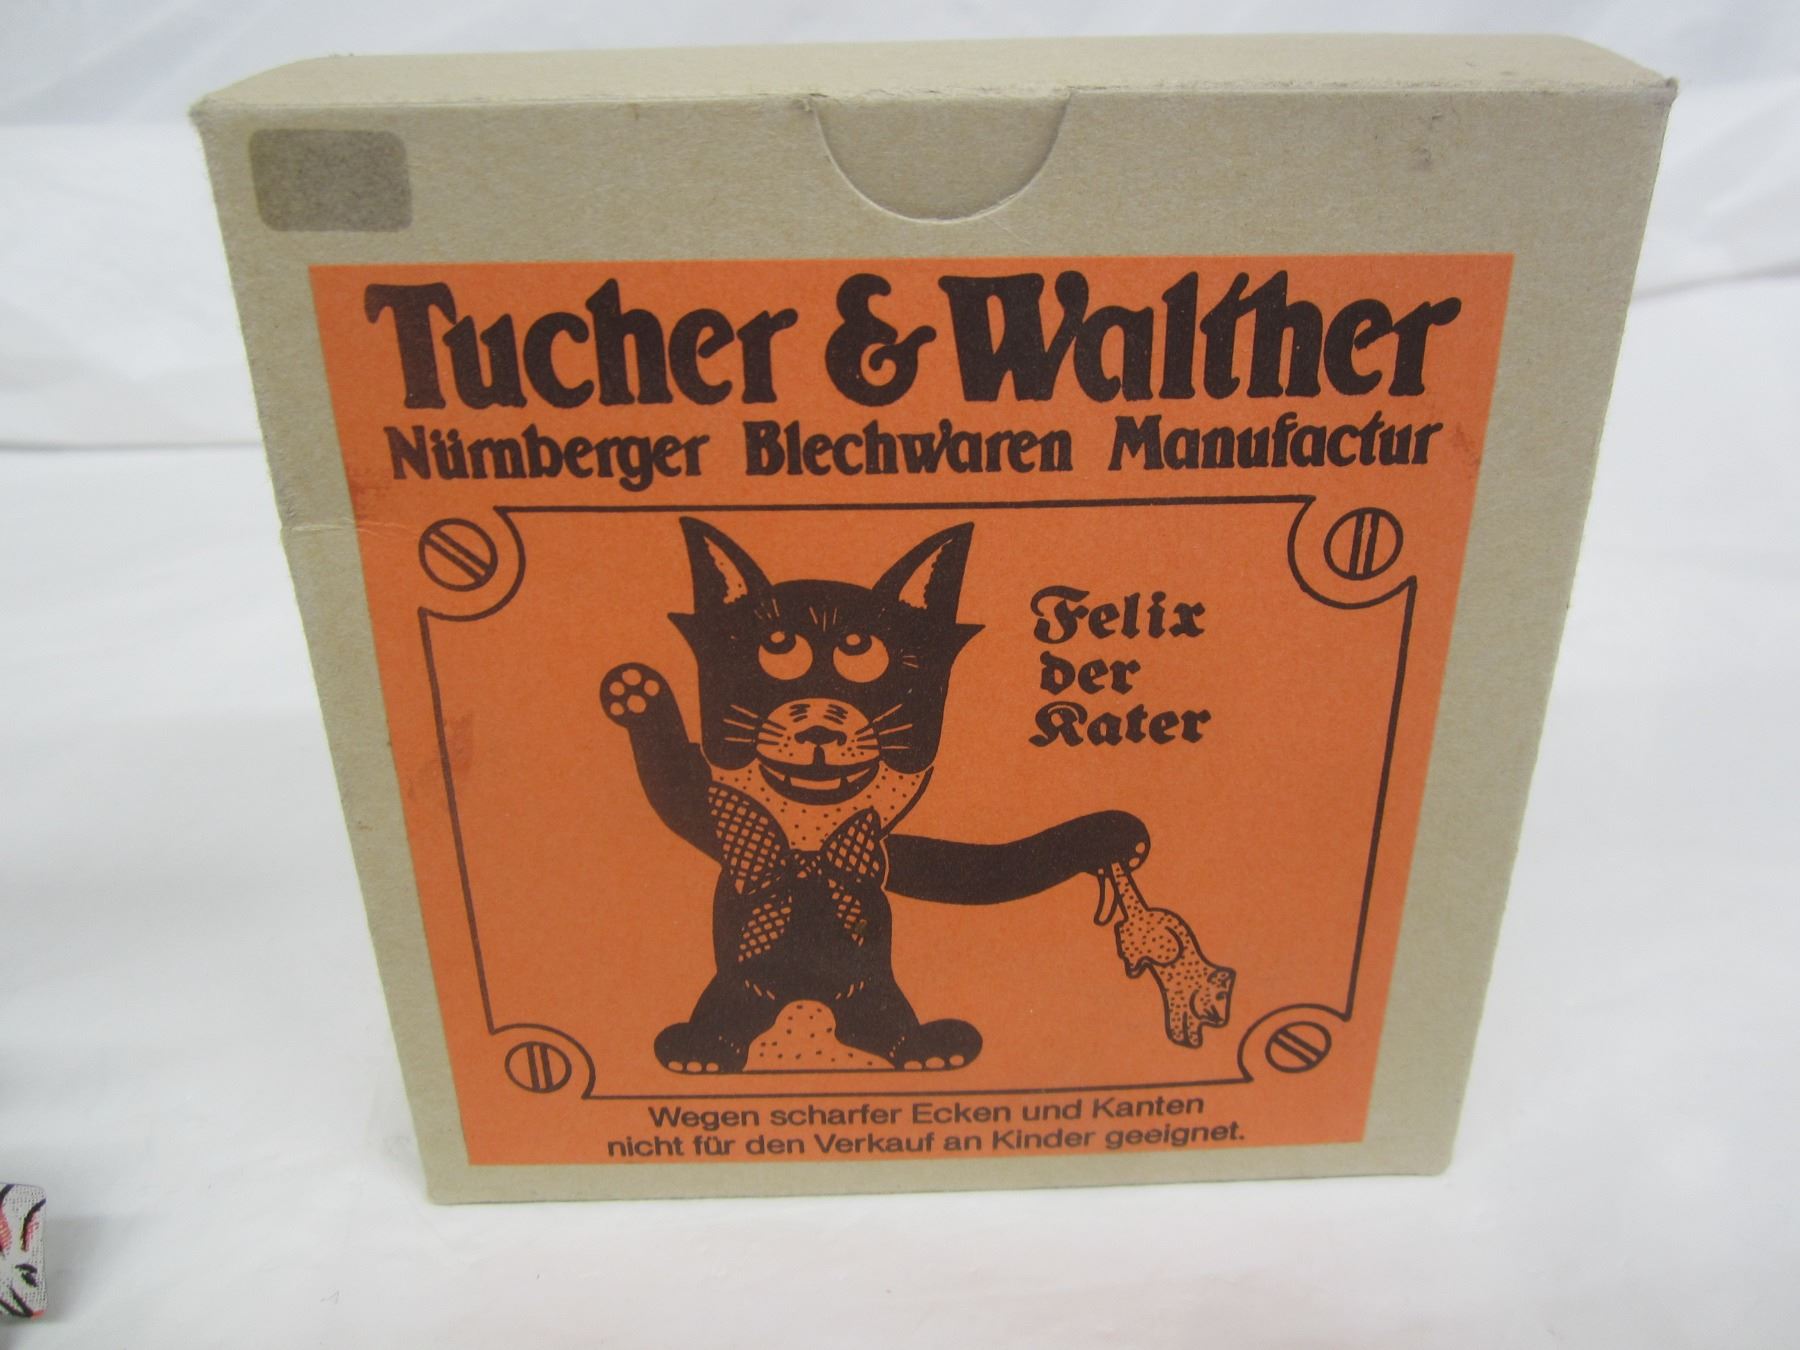 Tucher & Walther
Nürnberger Blechwaren Manufactur
Felix
der
Kater
Wegen scharfer Ecken und Kanten
nicht für den Verkauf an Kinder geeignet.